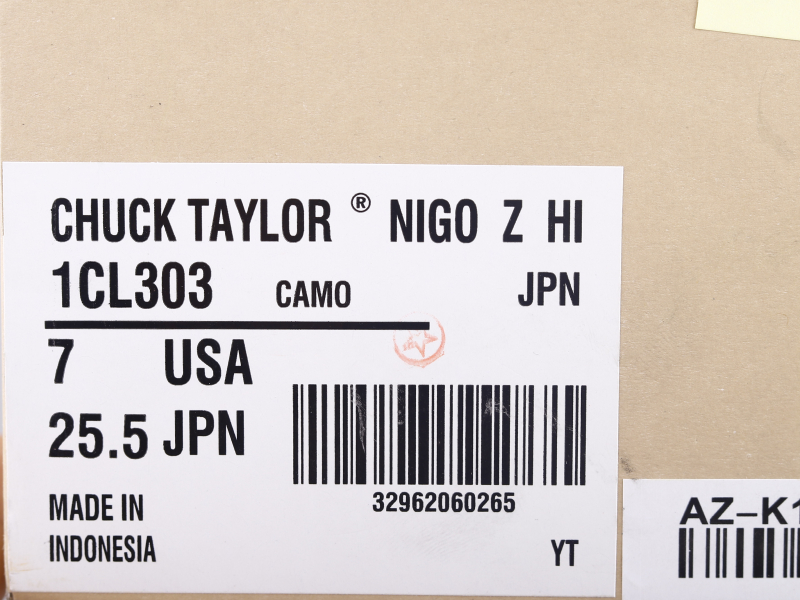 CHUCK TAYLOR ® NIGO Z HI
1CL303 CAMO JPN
7 USA
25.5 JPN
32962060265
MADE IN
INDONESIA
YT
AZ-K1